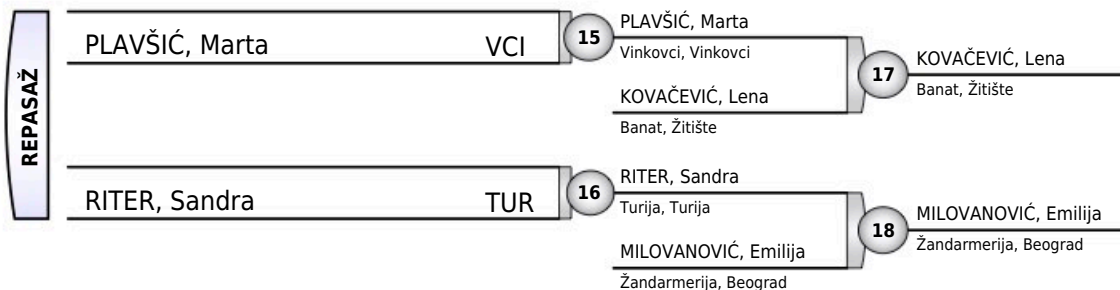 REPASAŽ
PLAVŠIĆ, Marta VCI
15
PLAVŠIĆ, Marta
Vinkovci, Vinkovci
KOVAČEVIĆ, Lena
Banat, Žitište
17
KOVAČEVIĆ, Lena
Banat, Žitište
RITER, Sandra TUR
16
RITER, Sandra
Turija, Turija
MILOVANOVIĆ, Emilija
Žandarmerija, Beograd
18
MILOVANOVIĆ, Emilija
Žandarmerija, Beograd